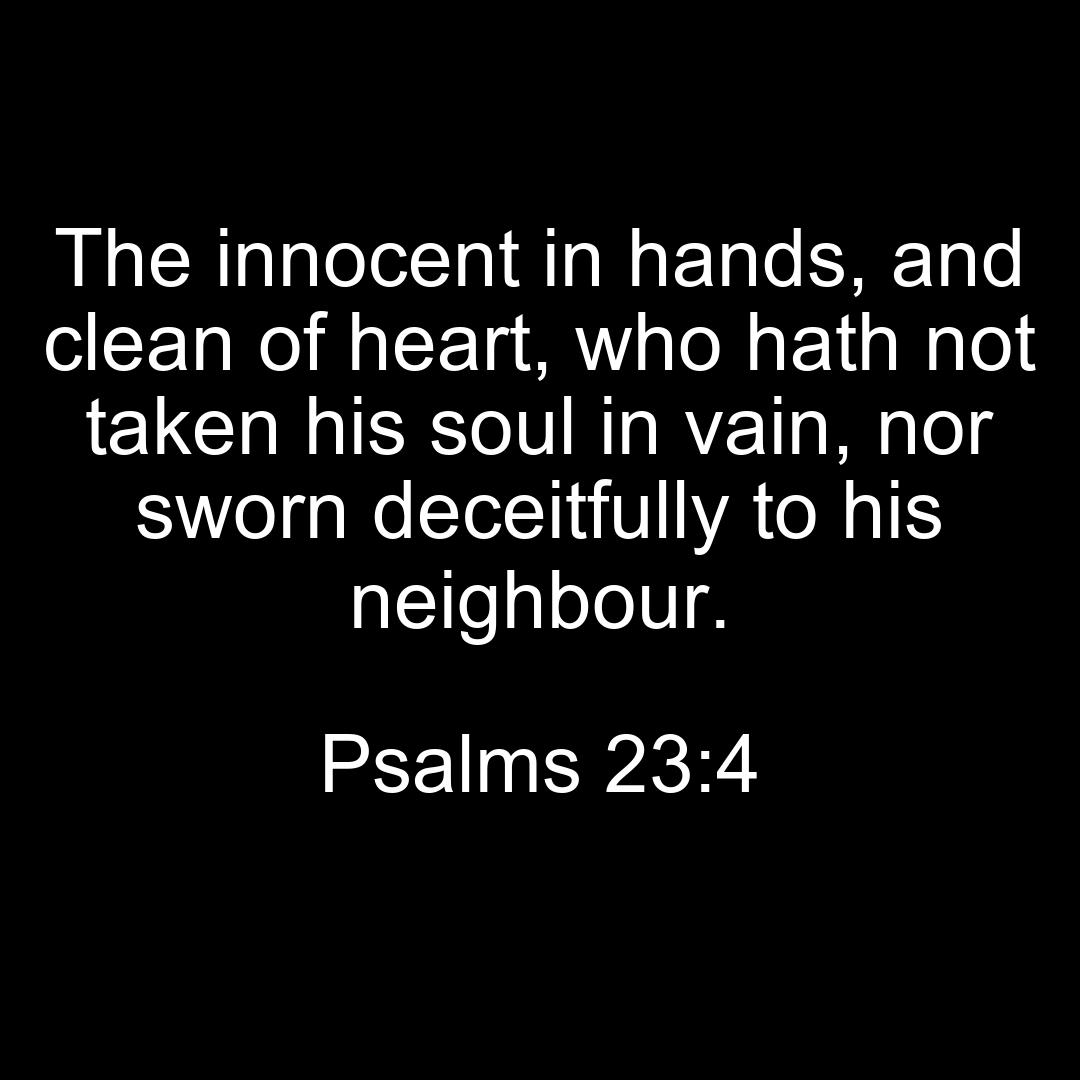 The innocent in hands, and
clean of heart, who hath not
taken his soul in vain, nor
sworn deceitfully to his
neighbour.
Psalms 23:4